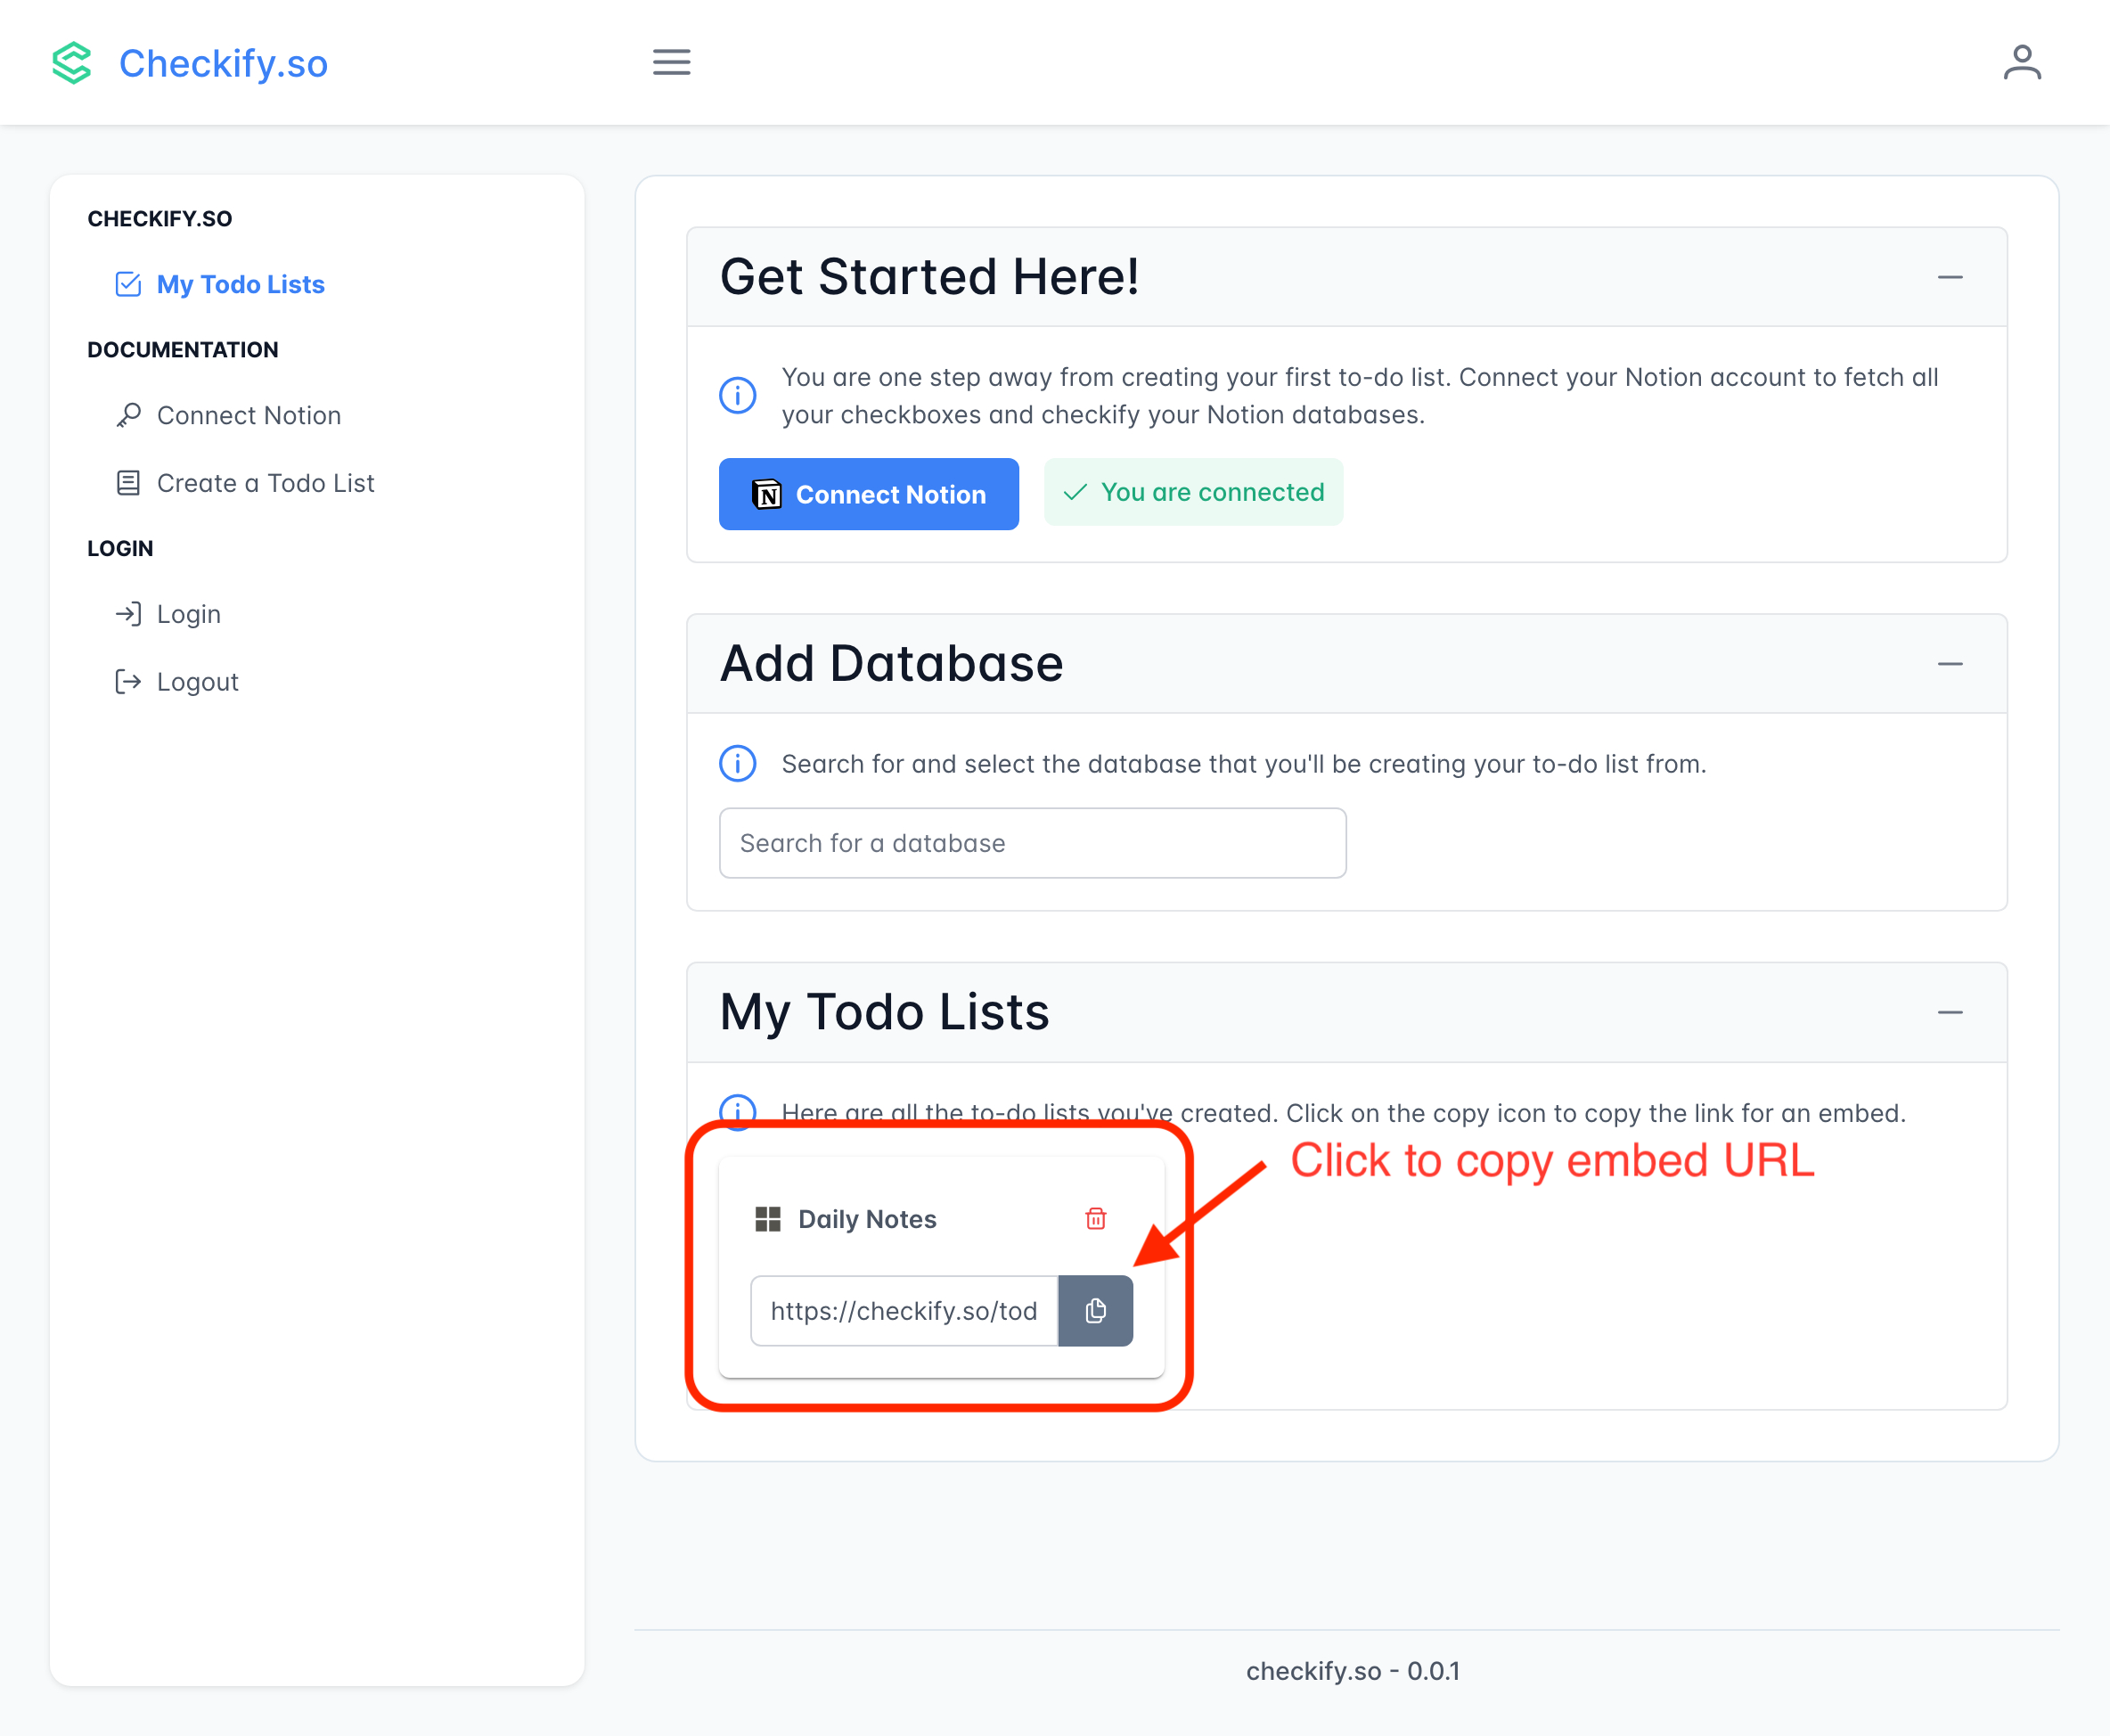 Checkify.so
CHECKIFY.SO
My Todo Lists
DOCUMENTATION
Connect Notion
Create a Todo List
LOGIN
Login
Logout
Get Started Here!
You are one step away from creating your first to-do list. Connect your Notion account to fetch all
your checkboxes and checkify your Notion databases.
Connect Notion
You are connected
Add Database
Search for and select the database that you'll be creating your to-do list from.
Search for a database
My Todo Lists
Here are all the to-do lists you've created. Click on the copy icon to copy the link for an embed.
Click to copy embed URL
Daily Notes
https://checkify.so/tod
checkify.so - 0.0.1